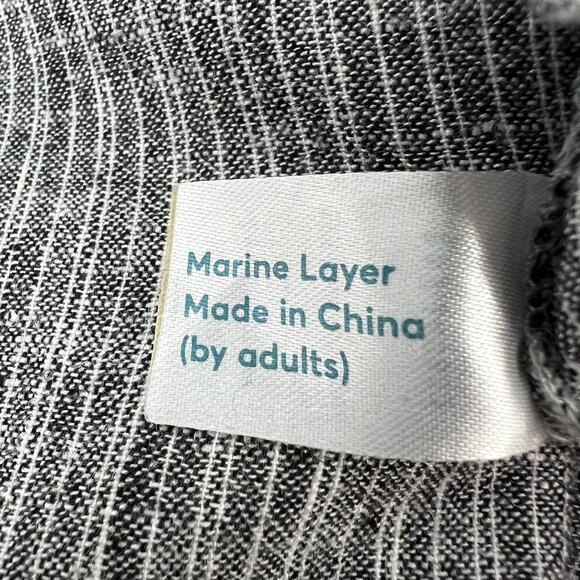 Marine Layer
Made in China
(by adults)